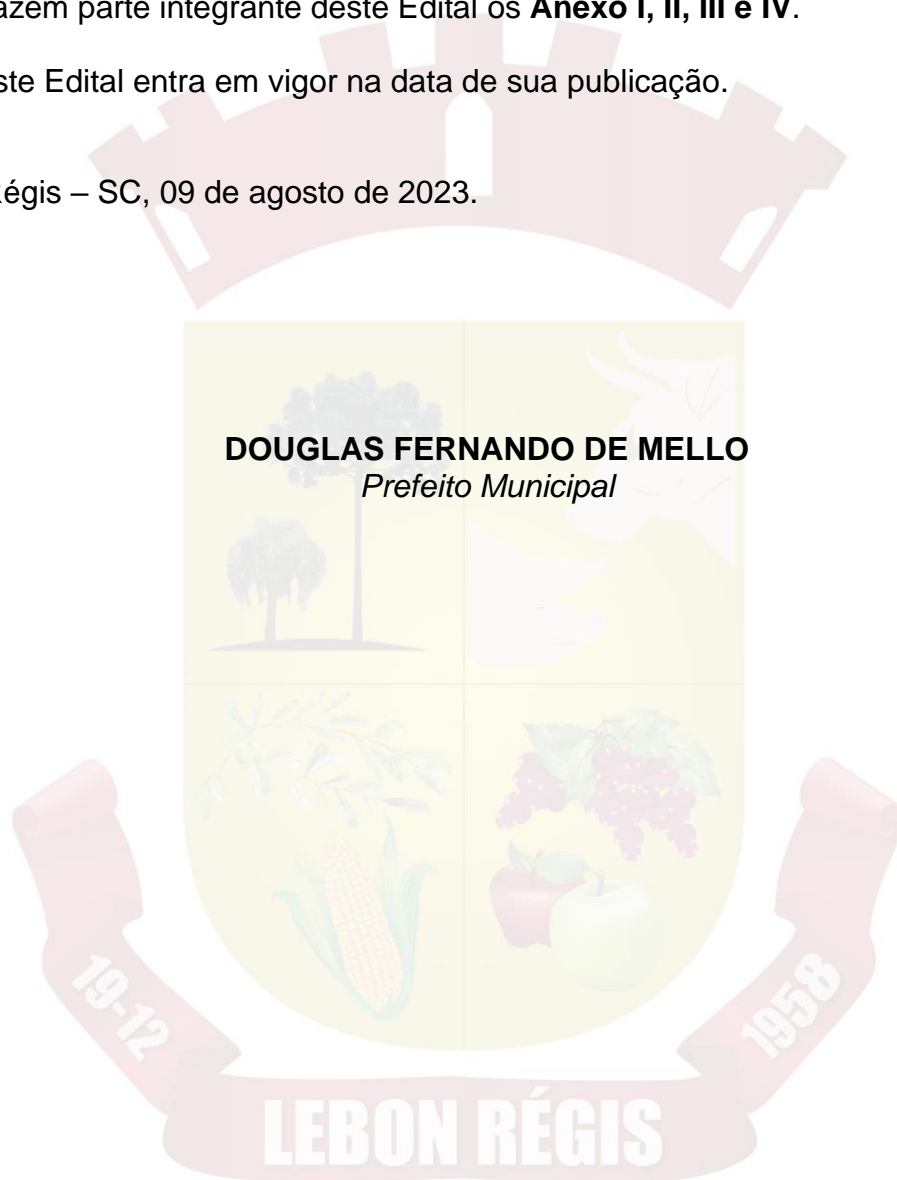 azem parte integrante deste Edital os Anexo I, II, III e IV.
ste Edital entra em vigor na data de sua publicação.
égis – SC, 09 de agosto de 2023.
DOUGLAS FERNANDO DE MELLO
Prefeito Municipal
19-12
1958
LEBON RÉGIS